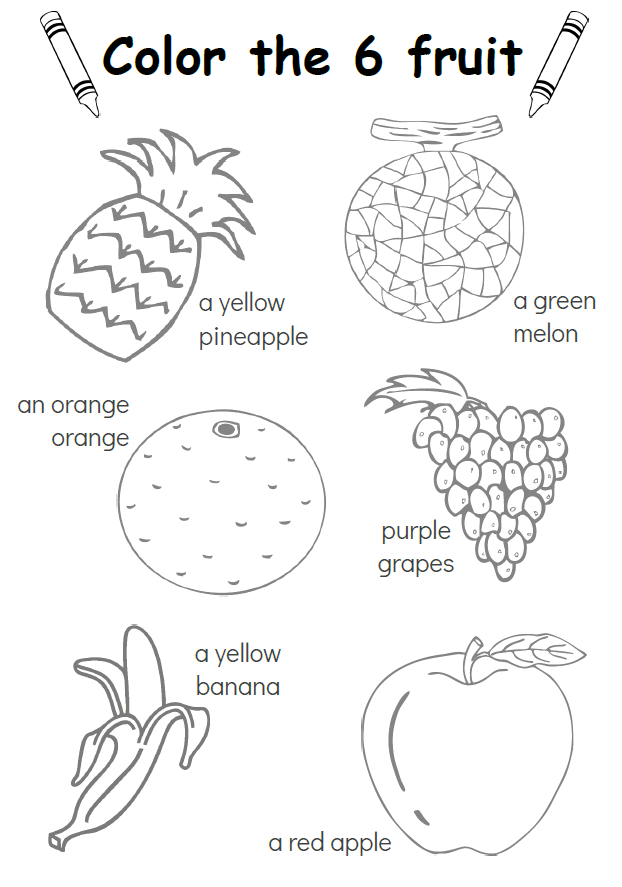 Color the 6 fruit
a yellow
pineapple
a green
melon
an orange
orange
purple
grapes
a yellow
banana
a red apple